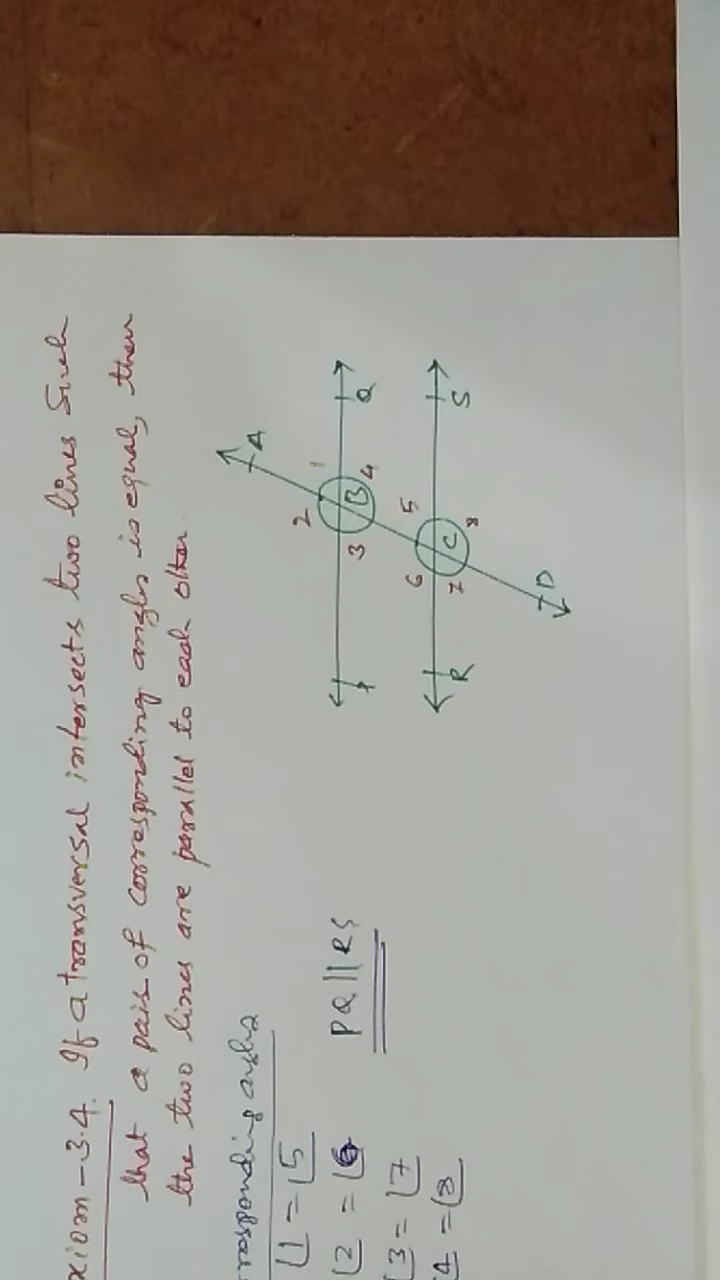 xiom - 3.4. If a transversal intersects two lines such
that a pair of corresponding angles is equal, then
the two lines are parallel to each other.
rresponding angles
∠1 = ∠5
∠2 = ∠6
∠3 = ∠7
∠4 = ∠8
PQ || RS
A
2 1
B Q
3 4
6 5
R C S
7 8
D